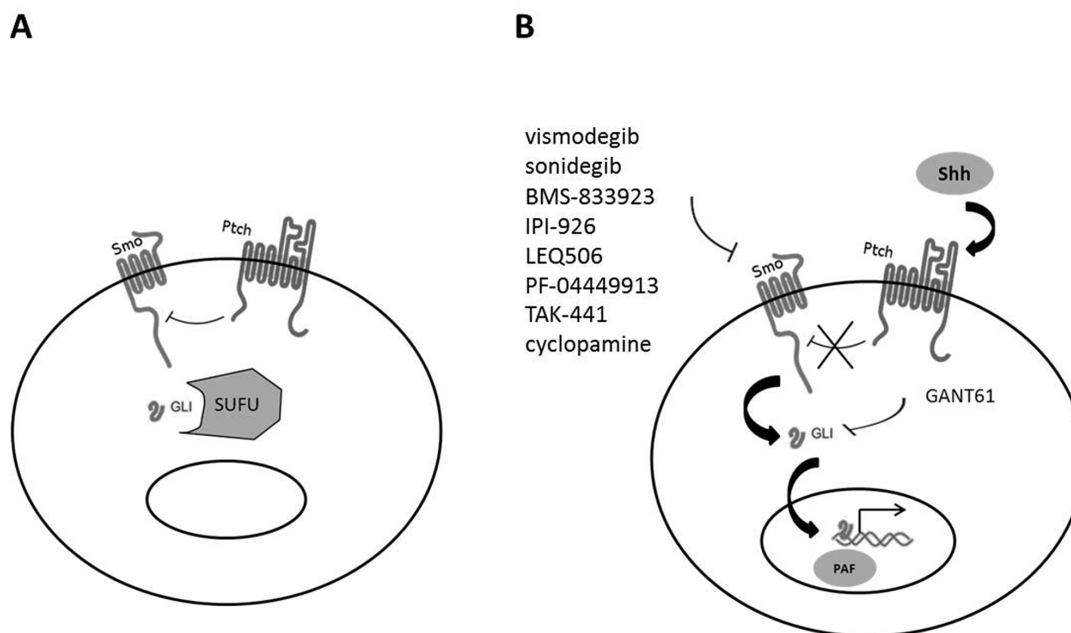 A
Smo
Ptch
GLI
SUFU
B
vismodegib
sonidegib
BMS-833923
IPI-926
LEQ506
PF-04449913
TAK-441
cyclopamine
Shh
Ptch
Smo
GANT61
GLI
PAF